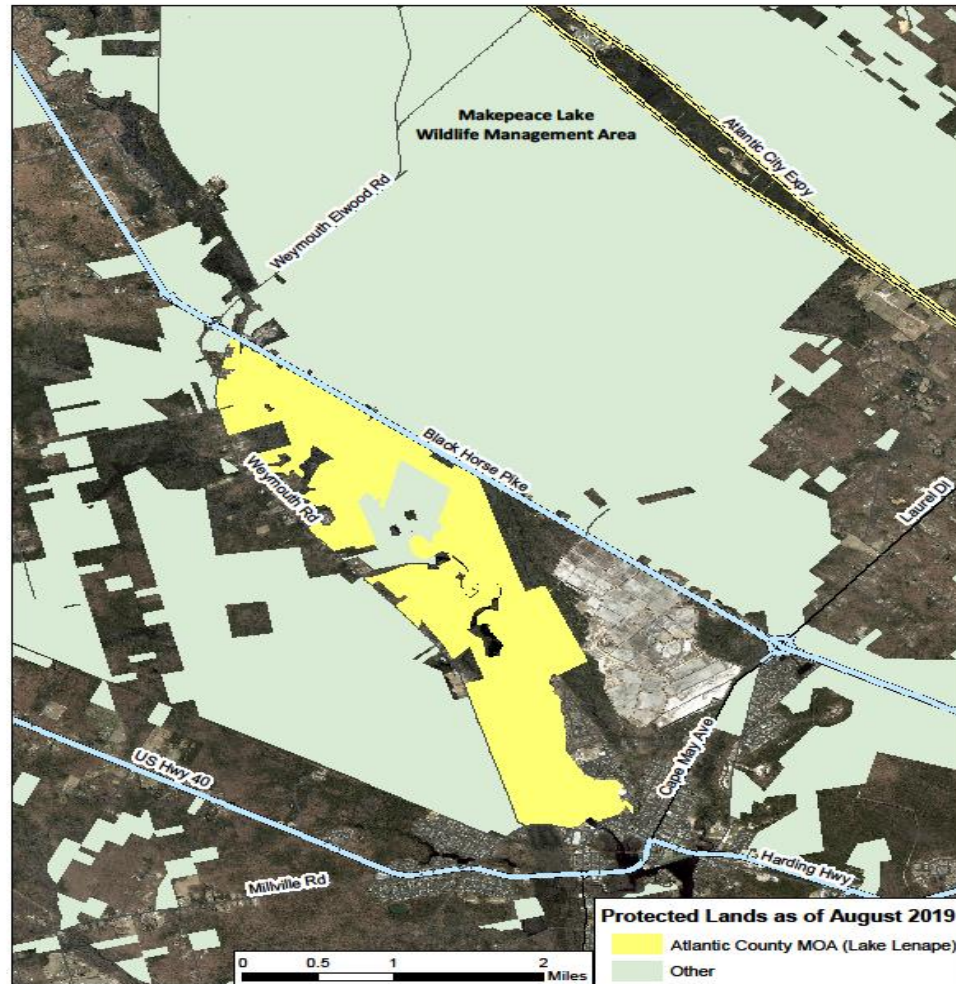 Makepeace Lake
Wildlife Management Area
Atlantic City Expy
Weymouth Elwood Rd
Black Horse Pike
Weymouth Rd
Laurel DI
Cape May Ave
US Hwy 40
Harding Hwy
Millville Rd
Protected Lands as of August 2019
Atlantic County MOA (Lake Lenape)
Other
0 0.5 1 2
Miles